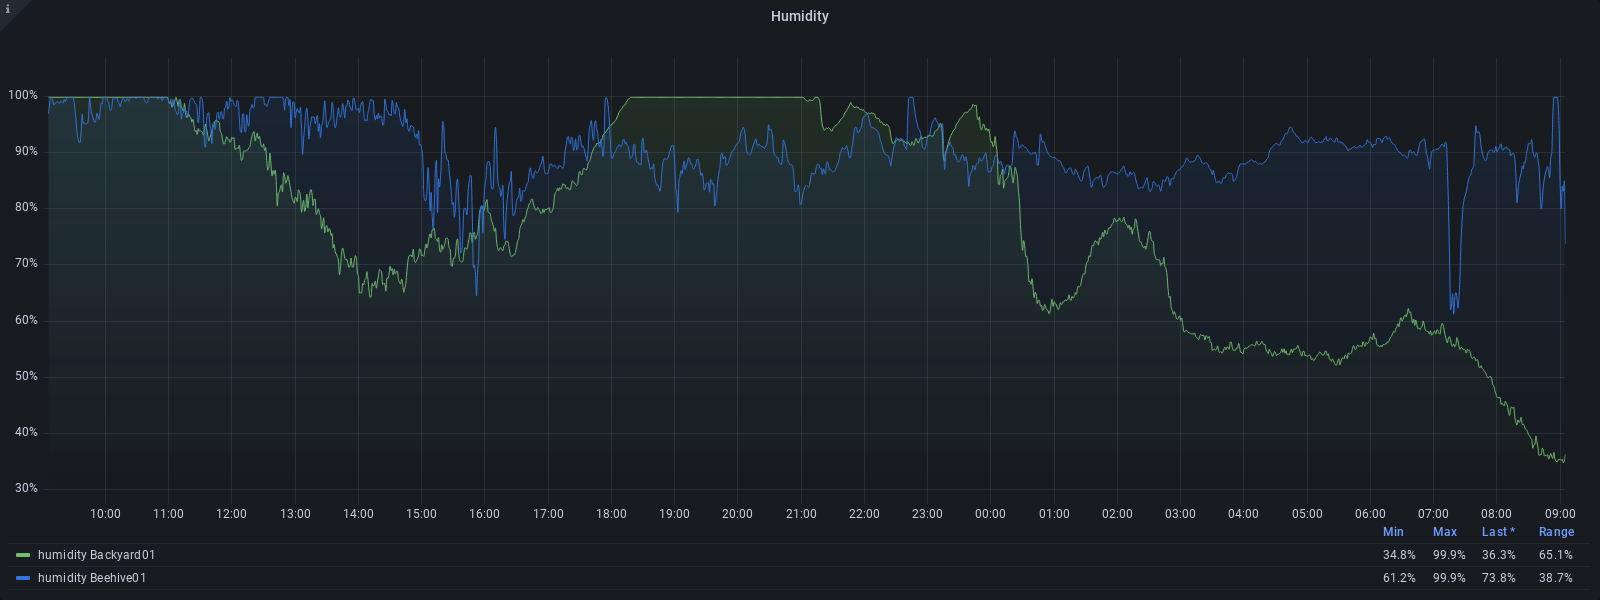 i
Humidity
100%
90%
80%
70%
60%
50%
40%
30%
10:00 11:00 12:00 13:00 14:00 15:00 16:00 17:00 18:00 19:00 20:00 21:00 22:00 23:00 00:00 01:00 02:00 03:00 04:00 05:00 06:00 07:00 08:00 09:00
Min Max Last * Range
humidity Backyard01 34.8% 99.9% 36.3% 65.1%
humidity Beehive01 61.2% 99.9% 73.8% 38.7%